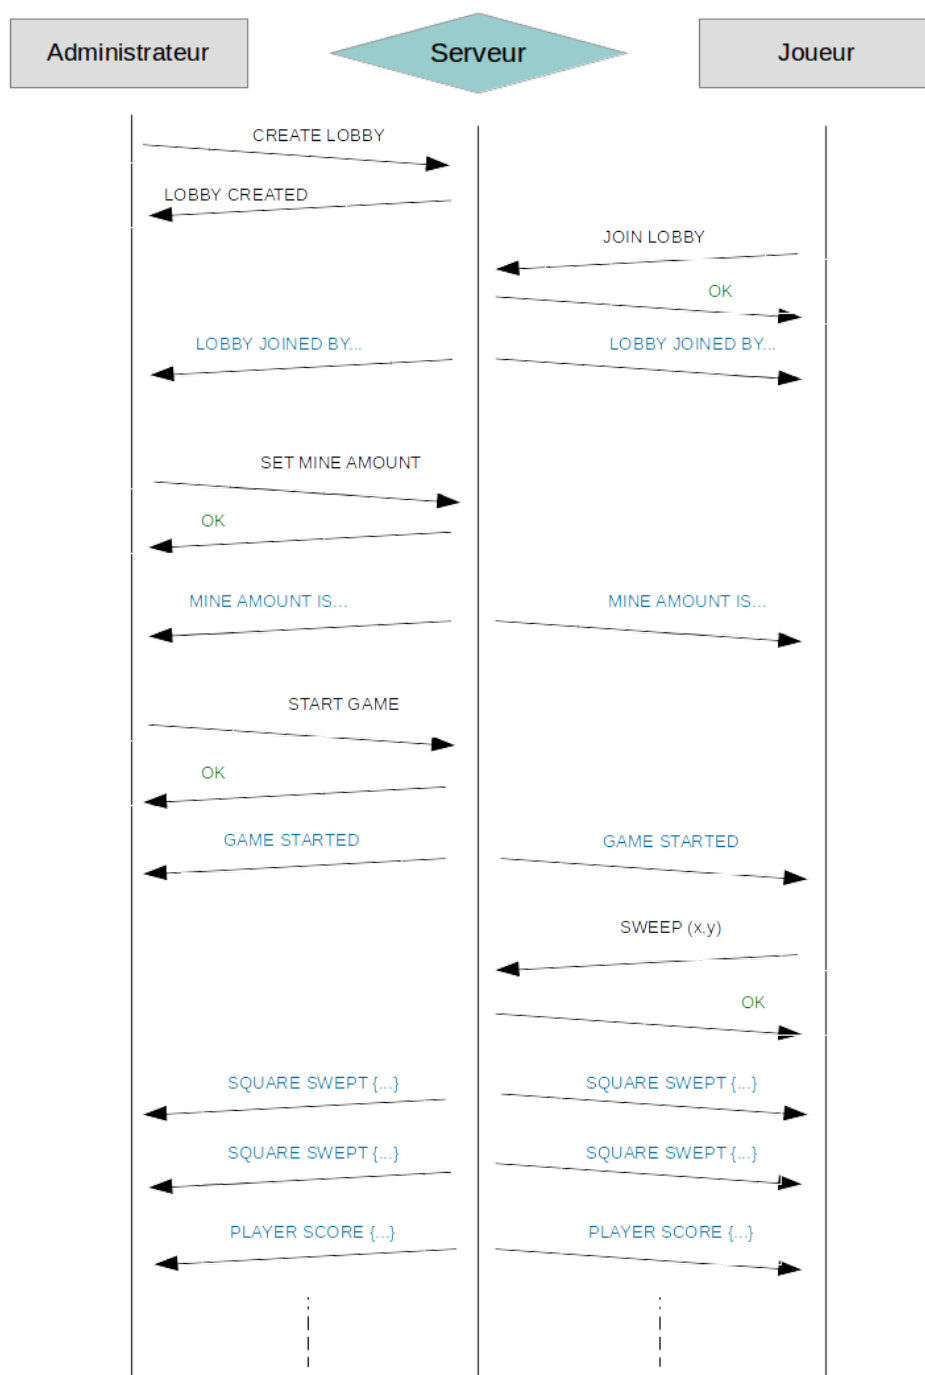 Administrateur
Serveur
Joueur
CREATE LOBBY
LOBBY CREATED
JOIN LOBBY
OK
LOBBY JOINED BY...
LOBBY JOINED BY...
SET MINE AMOUNT
OK
MINE AMOUNT IS...
MINE AMOUNT IS...
START GAME
OK
GAME STARTED
GAME STARTED
SWEEP (x,y)
OK
SQUARE SWEPT {...}
SQUARE SWEPT {...}
SQUARE SWEPT {...}
SQUARE SWEPT {...}
PLAYER SCORE {...}
PLAYER SCORE {...}